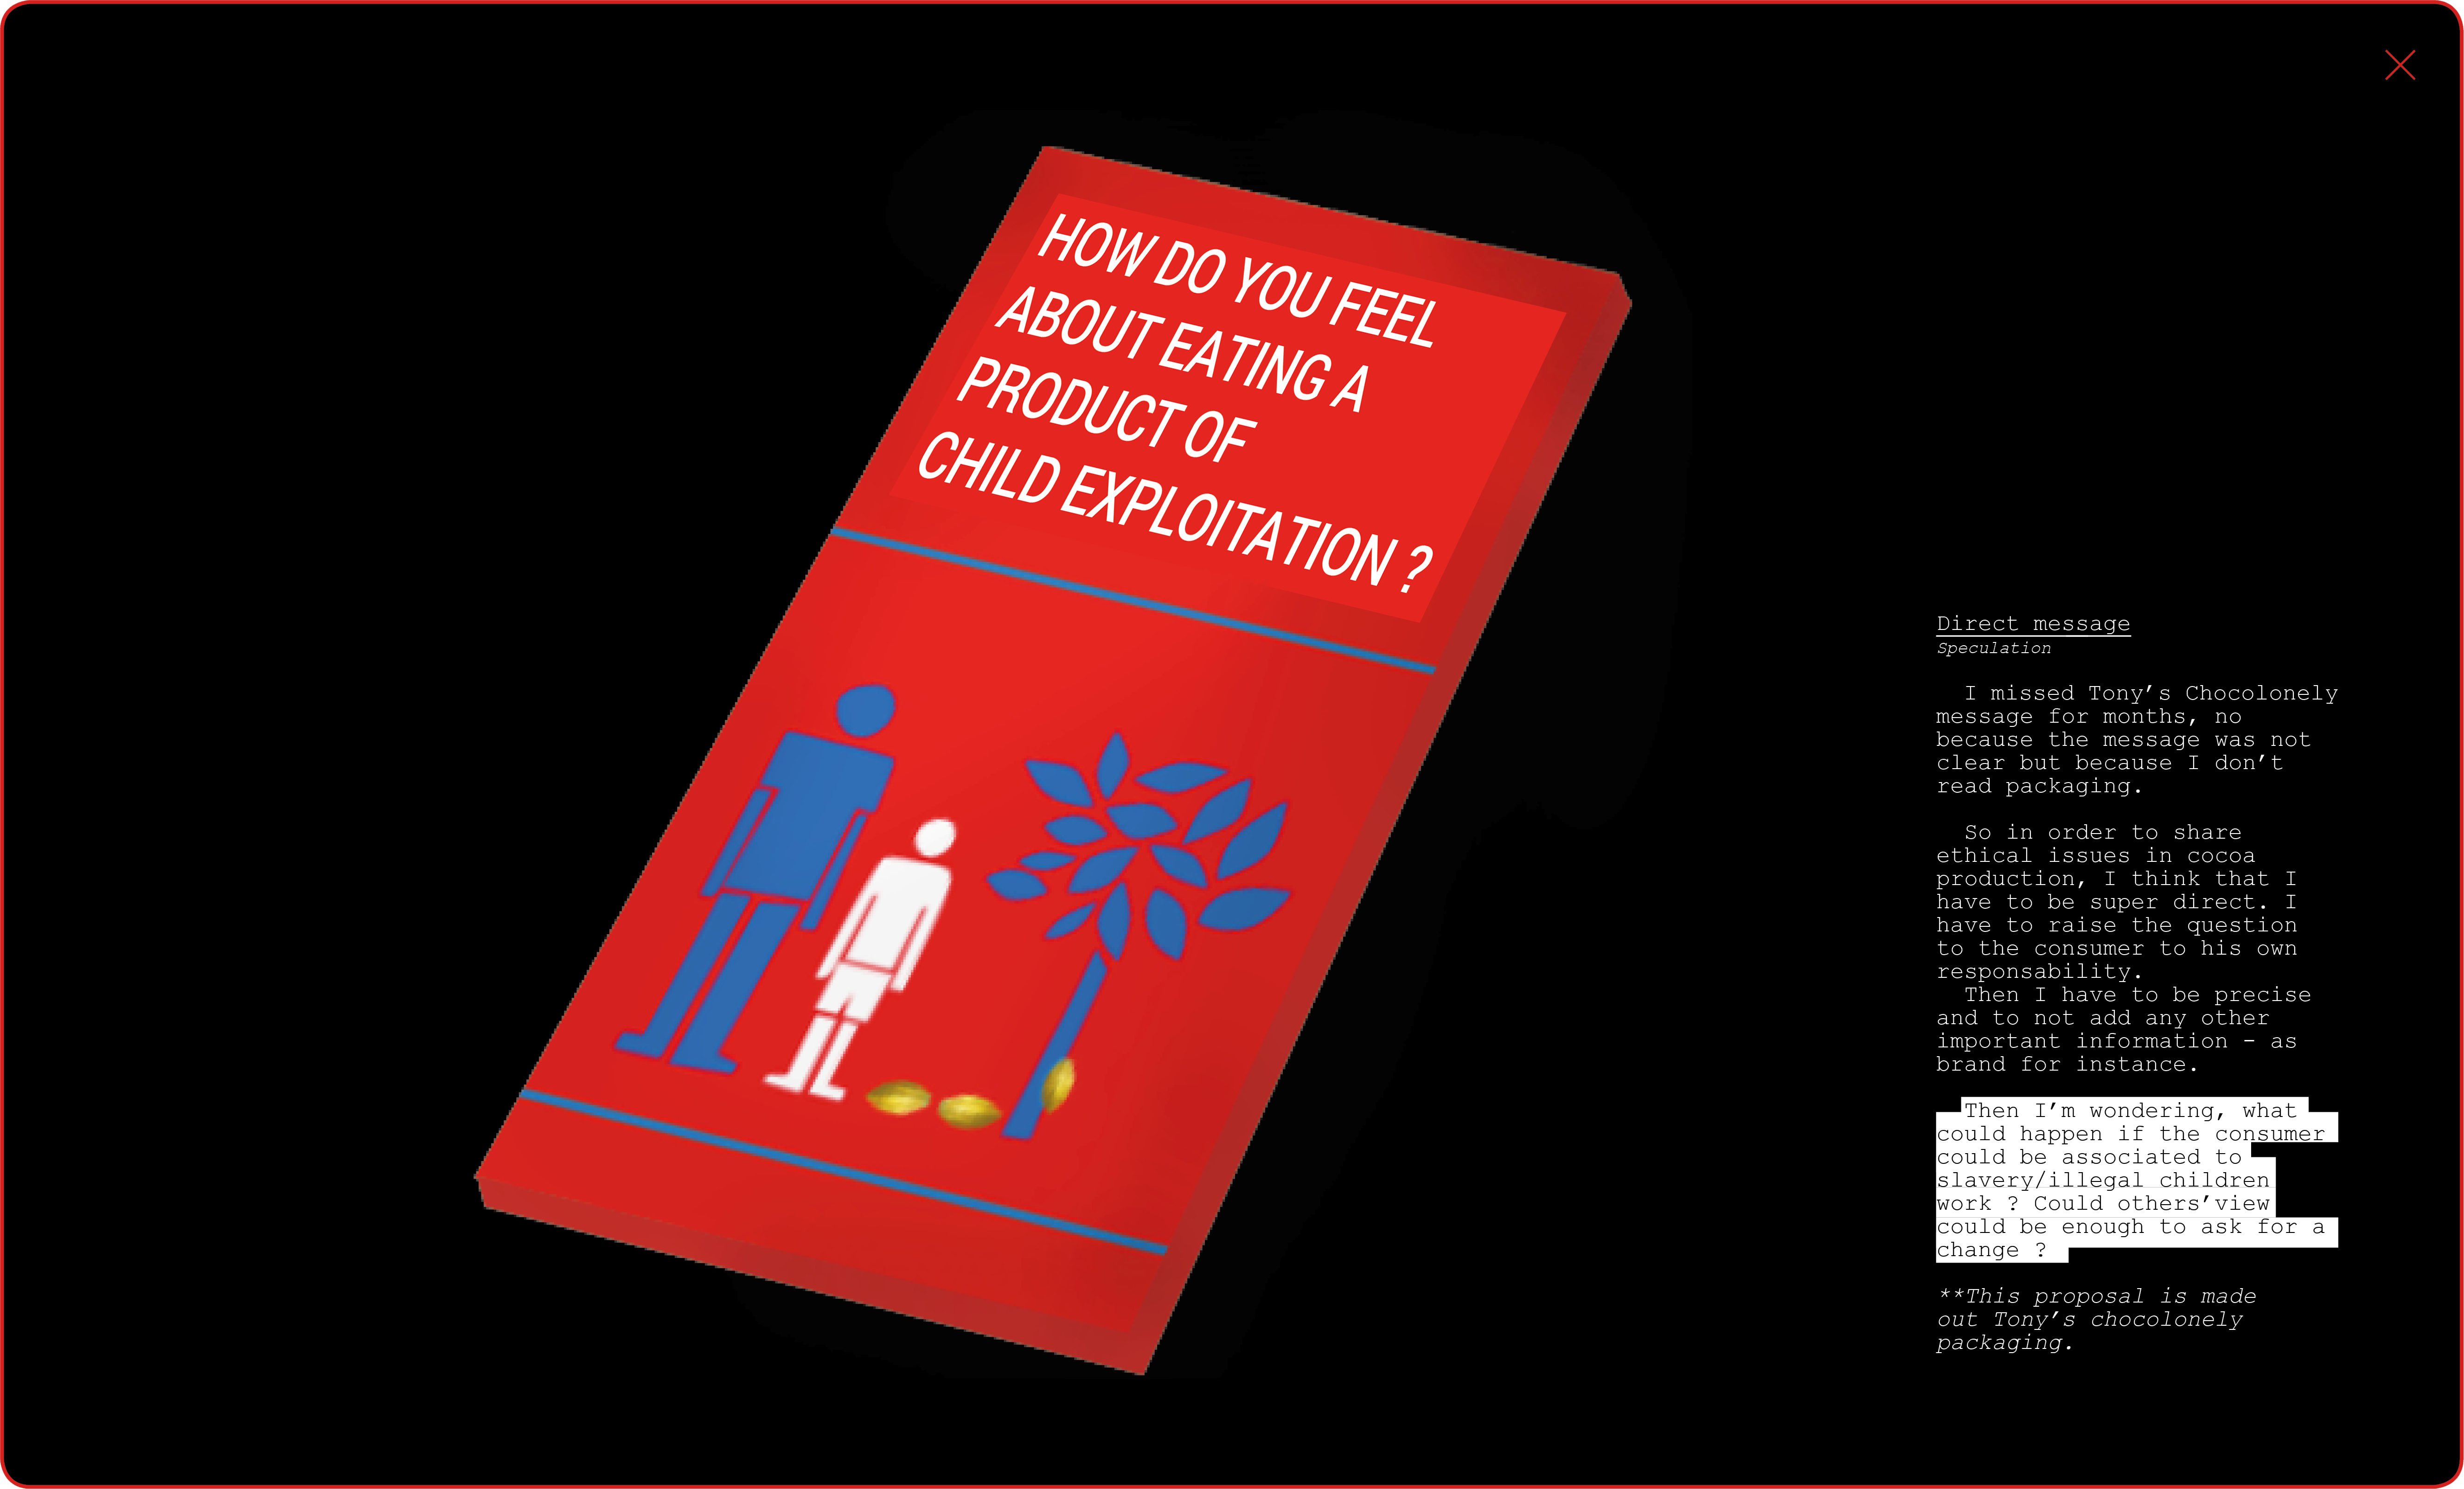 HOW DO YOU FEEL
ABOUT EATING A
PRODUCT OF
CHILD EXPLOITATION ?
Direct message
Speculation
I missed Tony’s Chocolonely
message for months, no
because the message was not
clear but because I don’t
read packaging.
So in order to share
ethical issues in cocoa
production, I think that I
have to be super direct. I
have to raise the question
to the consumer to his own
responsability.
Then I have to be precise
and to not add any other
important information - as
brand for instance.
Then I’m wondering, what
could happen if the consumer
could be associated to
slavery/illegal children
work ? Could others’view
could be enough to ask for a
change ?
**This proposal is made
out Tony’s chocolonely
packaging.